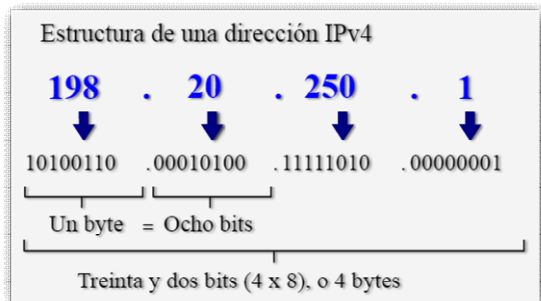 Estructura de una dirección IPv4
198 . 20 . 250 . 1
10100110 .00010100 .11111010 .00000001
Un byte = Ocho bits
Treinta y dos bits (4 x 8), o 4 bytes